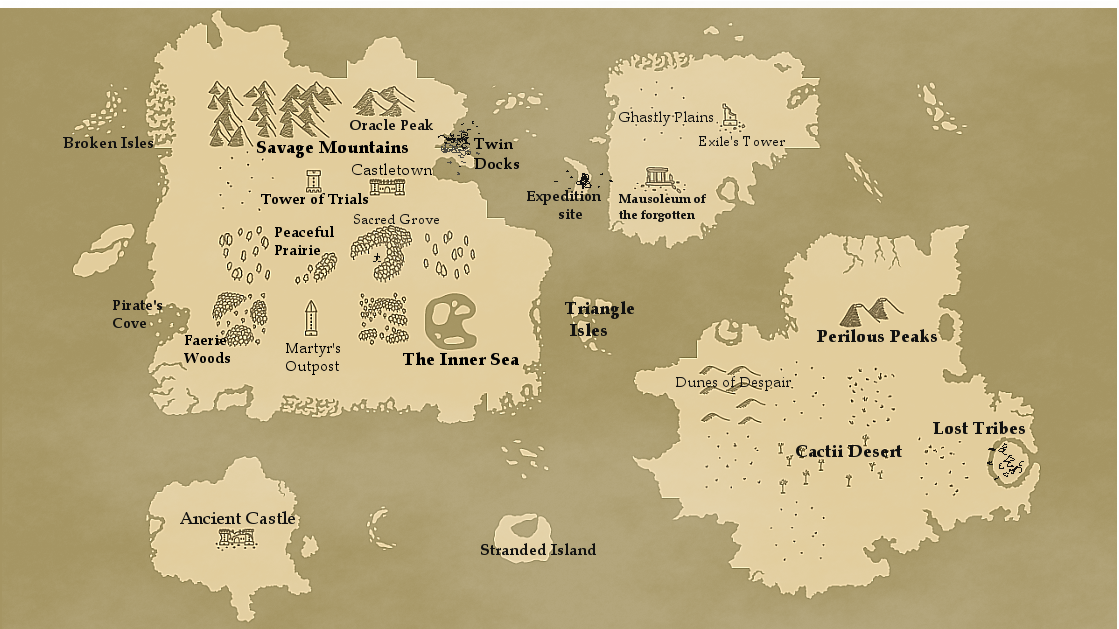 Broken Isles
Oracle Peak
Savage Mountains
Twin
Docks
Castletown
Tower of Trials
Ghastly Plains
Exile's Tower
Expedition
site
Mausoleum of
the forgotten
Sacred Grove
Peaceful
Prairie
Pirate's
Cove
Faerie
Woods
Martyr's
Outpost
The Inner Sea
Triangle
Isles
Perilous Peaks
Dunes of Despair
Lost Tribes
Cactii Desert
Ancient Castle
Stranded Island